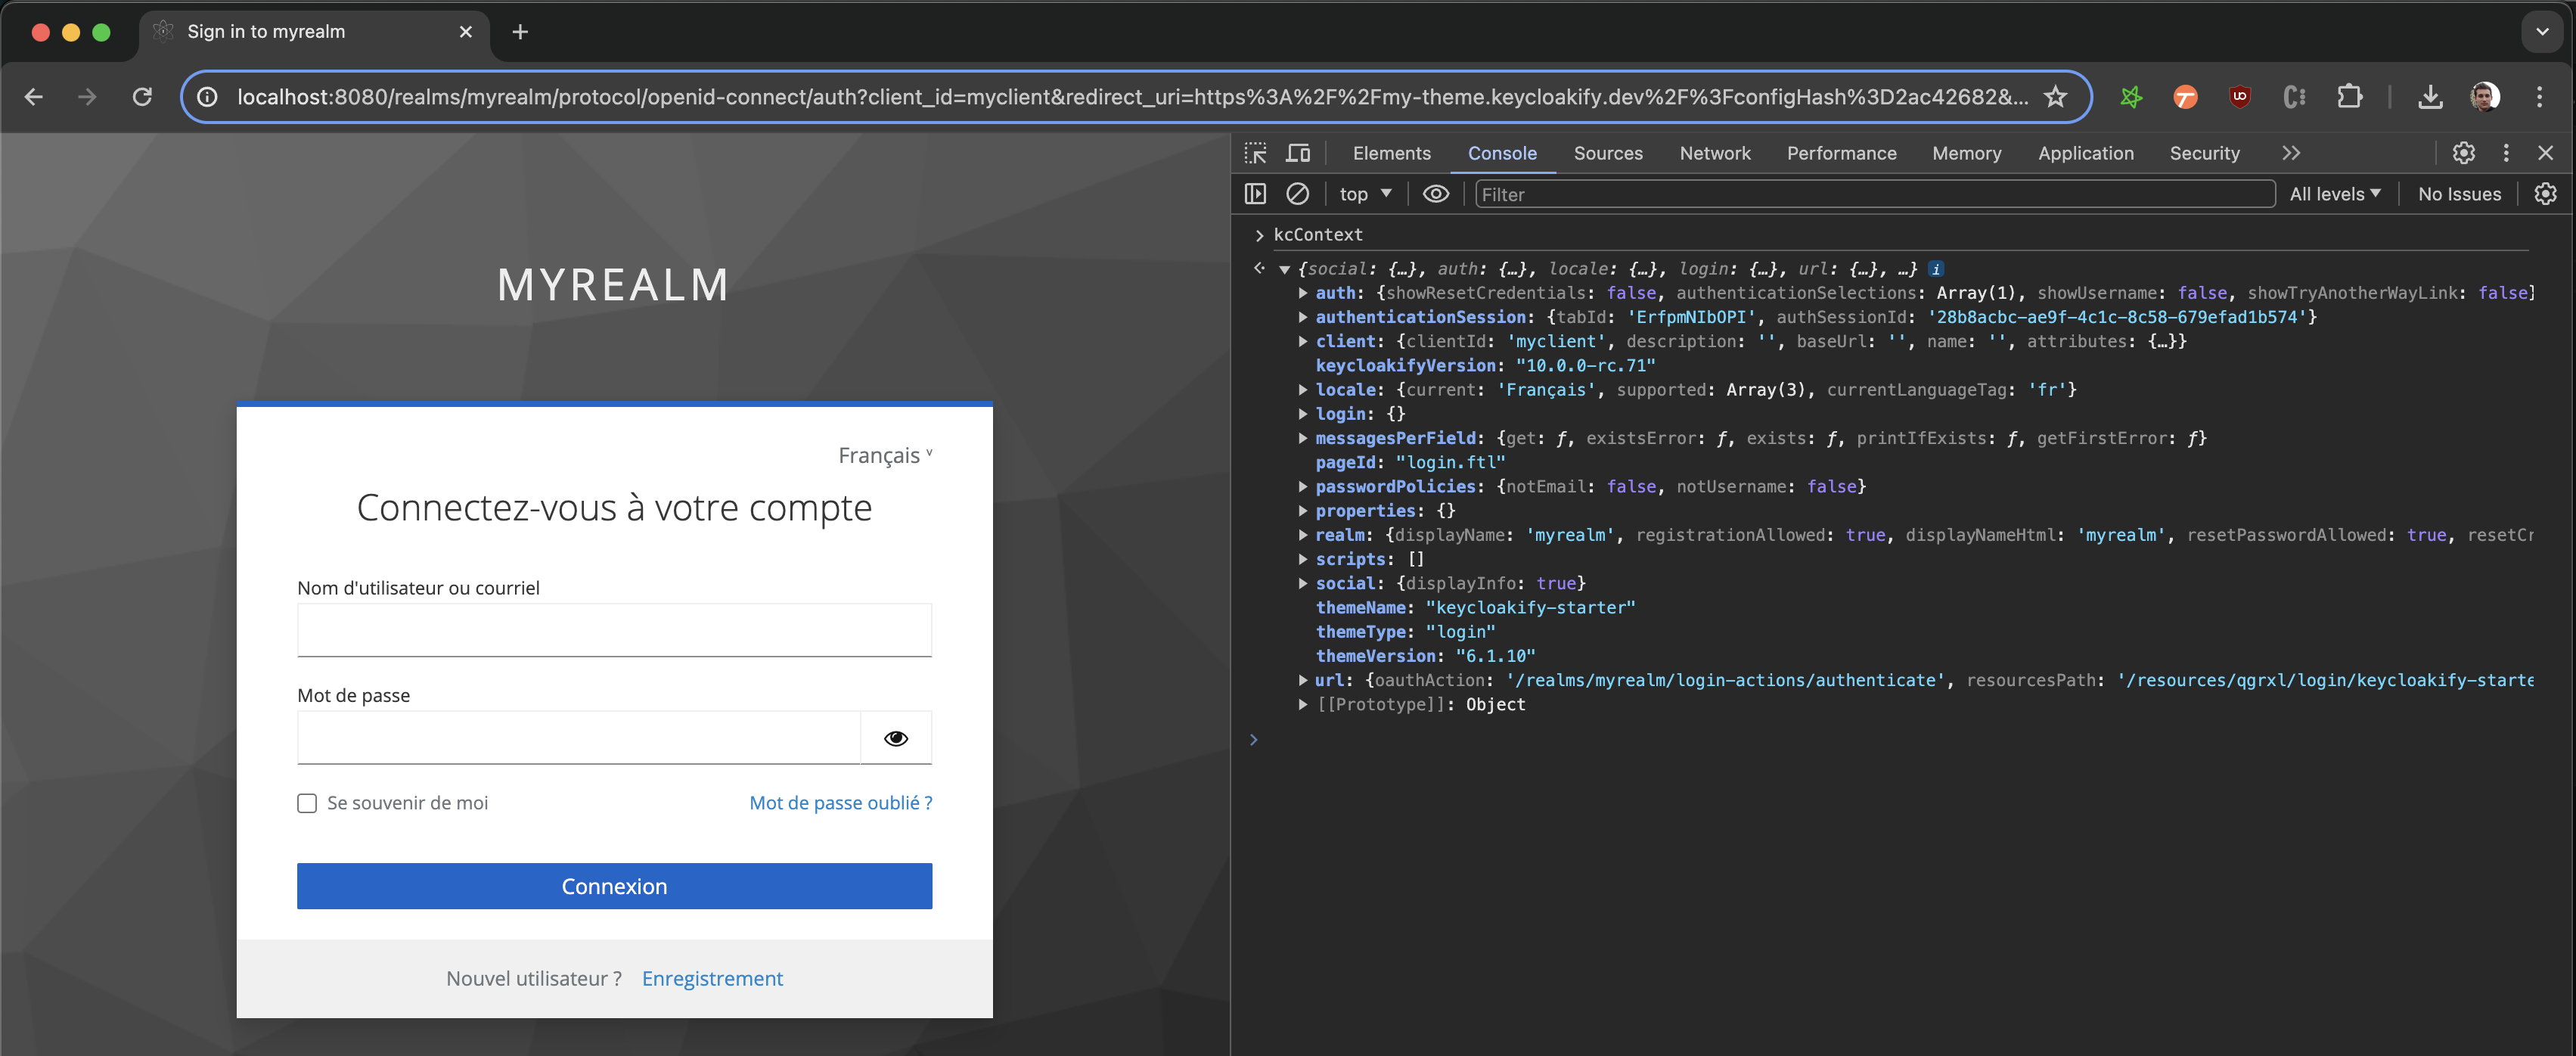 Sign in to myrealm
localhost:8080/realms/myrealm/protocol/openid-connect/auth?client_id=myclient&redirect_uri=https%3A%2F%2Fmy-theme.keycloakify.dev%2F%3FconfigHash%3D2ac42682&...
MYREALM
Français
Connectez-vous à votre compte
Nom d'utilisateur ou courriel
Mot de passe
Se souvenir de moi
Mot de passe oublié ?
Connexion
Nouvel utilisateur ? Enregistrement
Elements Console Sources Network Performance Memory Application Security
top Filter All levels No Issues
kcContext
{social: {…}, auth: {…}, locale: {…}, login: {…}, url: {…}, …}
auth: {showResetCredentials: false, authenticationSelections: Array(1), showUsername: false, showTryAnotherWayLink: false}
authenticationSession: {tabId: 'ErfpmNIbOPI', authSessionId: '28b8acbc-ae9f-4c1c-8c58-679efad1b574'}
client: {clientId: 'myclient', description: '', baseUrl: '', name: '', attributes: {…}}
keycloakifyVersion: "10.0.0-rc.71"
locale: {current: 'Français', supported: Array(3), currentLanguageTag: 'fr'}
login: {}
messagesPerField: {get: ƒ, existsError: ƒ, exists: ƒ, printIfExists: ƒ, getFirstError: ƒ}
pageId: "login.ftl"
passwordPolicies: {notEmail: false, notUsername: false}
properties: {}
realm: {displayName: 'myrealm', registrationAllowed: true, displayNameHtml: 'myrealm', resetPasswordAllowed: true, resetCr
scripts: []
social: {displayInfo: true}
themeName: "keycloakify-starter"
themeType: "login"
themeVersion: "6.1.10"
url: {oauthAction: '/realms/myrealm/login-actions/authenticate', resourcesPath: '/resources/qgrxl/login/keycloakify-starte
[[Prototype]]: Object